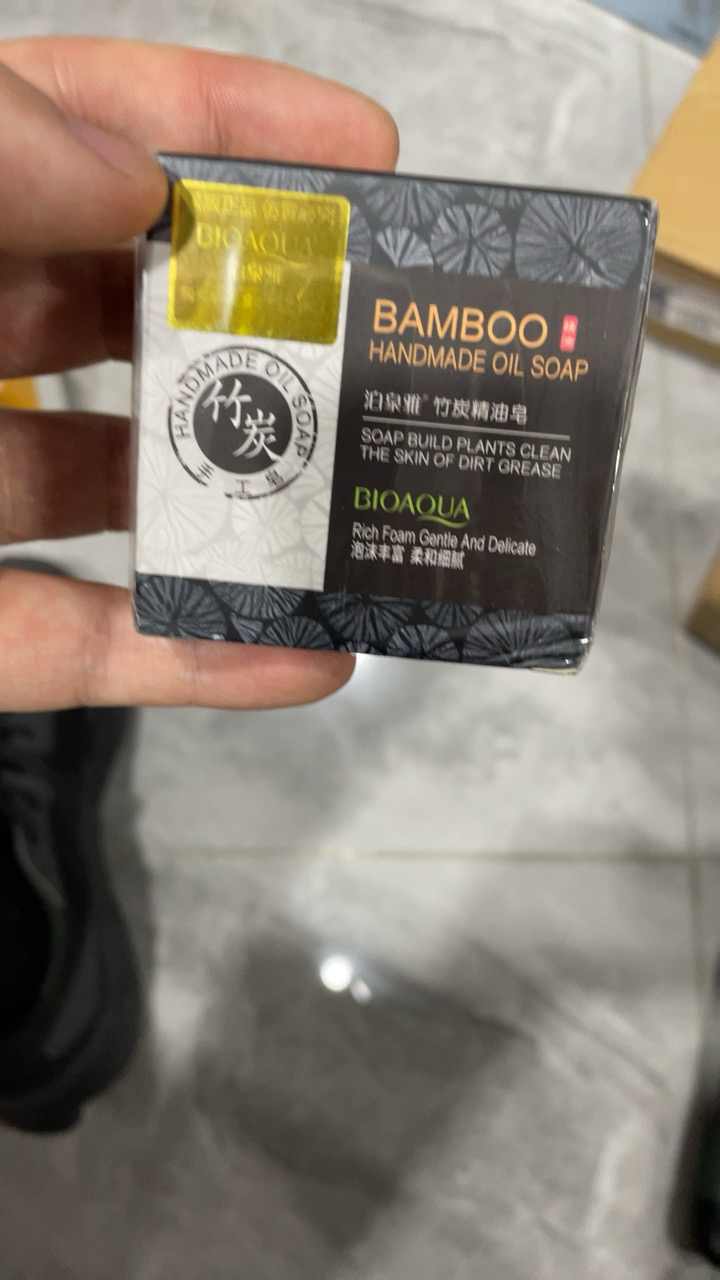 BIOAQUA
BAMBOO
HANDMADE OIL SOAP
泊泉雅® 竹炭精油皂
SOAP BUILD PLANTS CLEAN
THE SKIN OF DIRT GREASE
BIOAQUA
Rich Foam Gentle And Delicate
泡沫丰富 柔和细腻
HANDMADE OIL SOAP
竹炭
手工皂